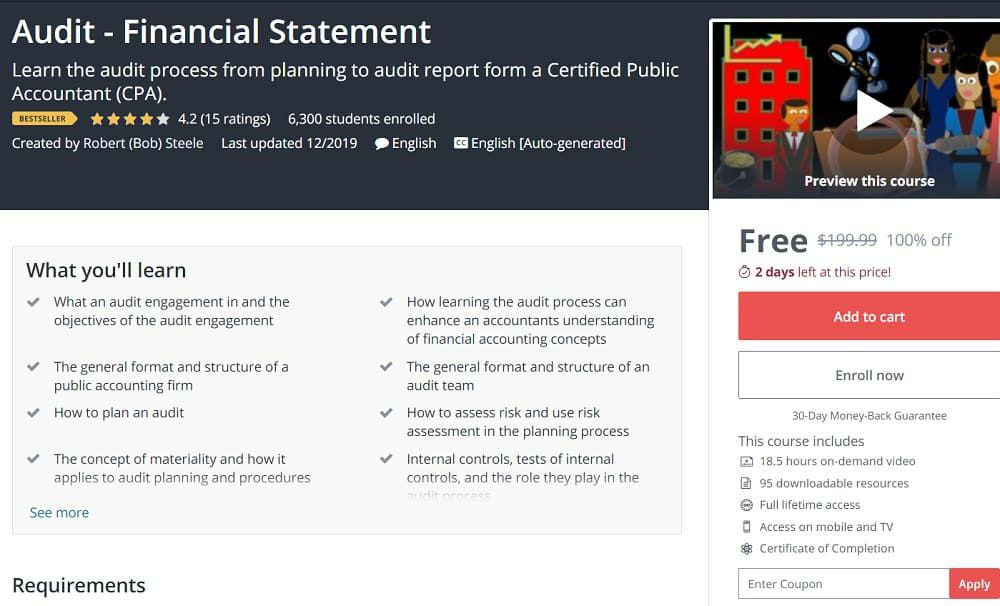 Audit - Financial Statement
Learn the audit process from planning to audit report form a Certified Public
Accountant (CPA).
BESTSELLER 4.2 (15 ratings) 6,300 students enrolled
Created by Robert (Bob) Steele Last updated 12/2019 English CC English [Auto-generated]
Preview this course
Free $199.99 100% off
2 days left at this price!
Add to cart
Enroll now
30-Day Money-Back Guarantee
This course includes
18.5 hours on-demand video
95 downloadable resources
Full lifetime access
Access on mobile and TV
Certificate of Completion
Enter Coupon Apply
What you'll learn
What an audit engagement in and the
objectives of the audit engagement
How learning the audit process can
enhance an accountants understanding
of financial accounting concepts
The general format and structure of a
public accounting firm
The general format and structure of an
audit team
How to plan an audit
How to assess risk and use risk
assessment in the planning process
The concept of materiality and how it
applies to audit planning and procedures
Internal controls, tests of internal
controls, and the role they play in the
audit process
See more
Requirements